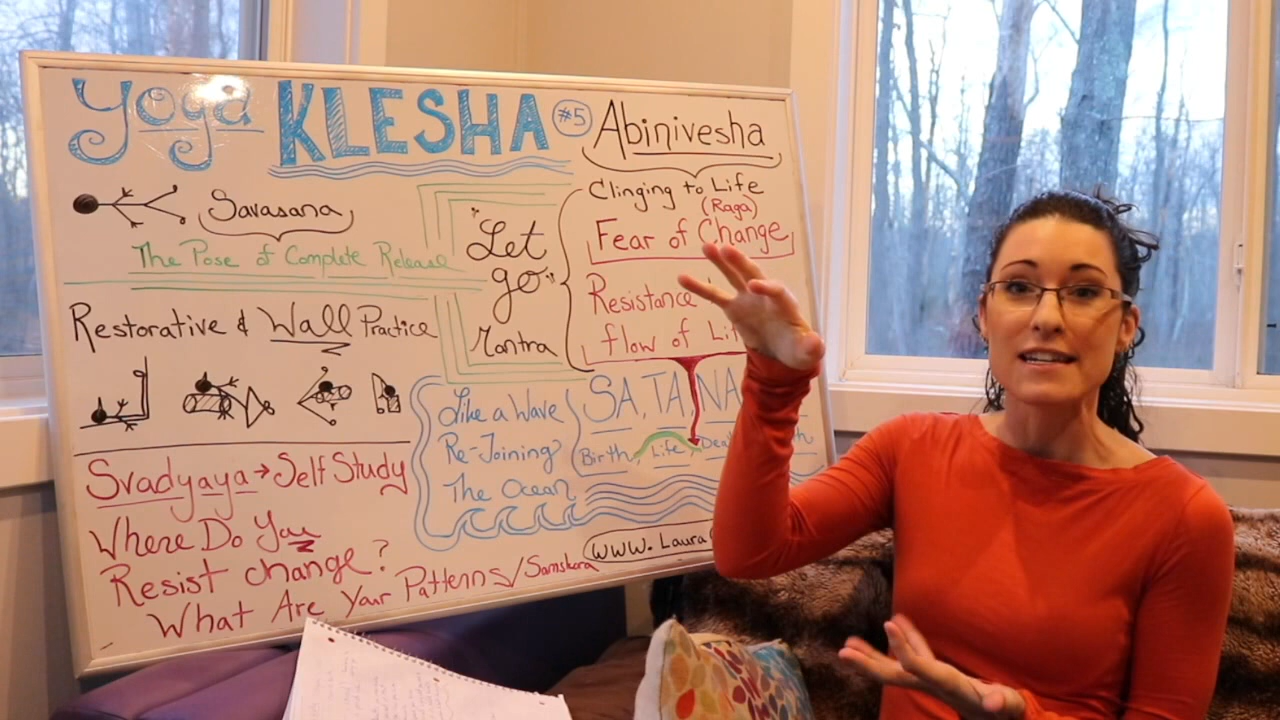 Yoga KLESHA #5 Abinivesha
Savasana
The Pose of Complete Release
Restorative & Wall Practice
"Let
go"
Mantra
Clinging to Life
(Raga)
Fear of Change
Resistance
flow of
Like a Wave
Re-Joining
The Ocean
SA, TA, NA
Birth, Life,
Svadyaya → Self Study
Where Do You
Resist change?
What Are Your Patterns/Samskara
www.Laura